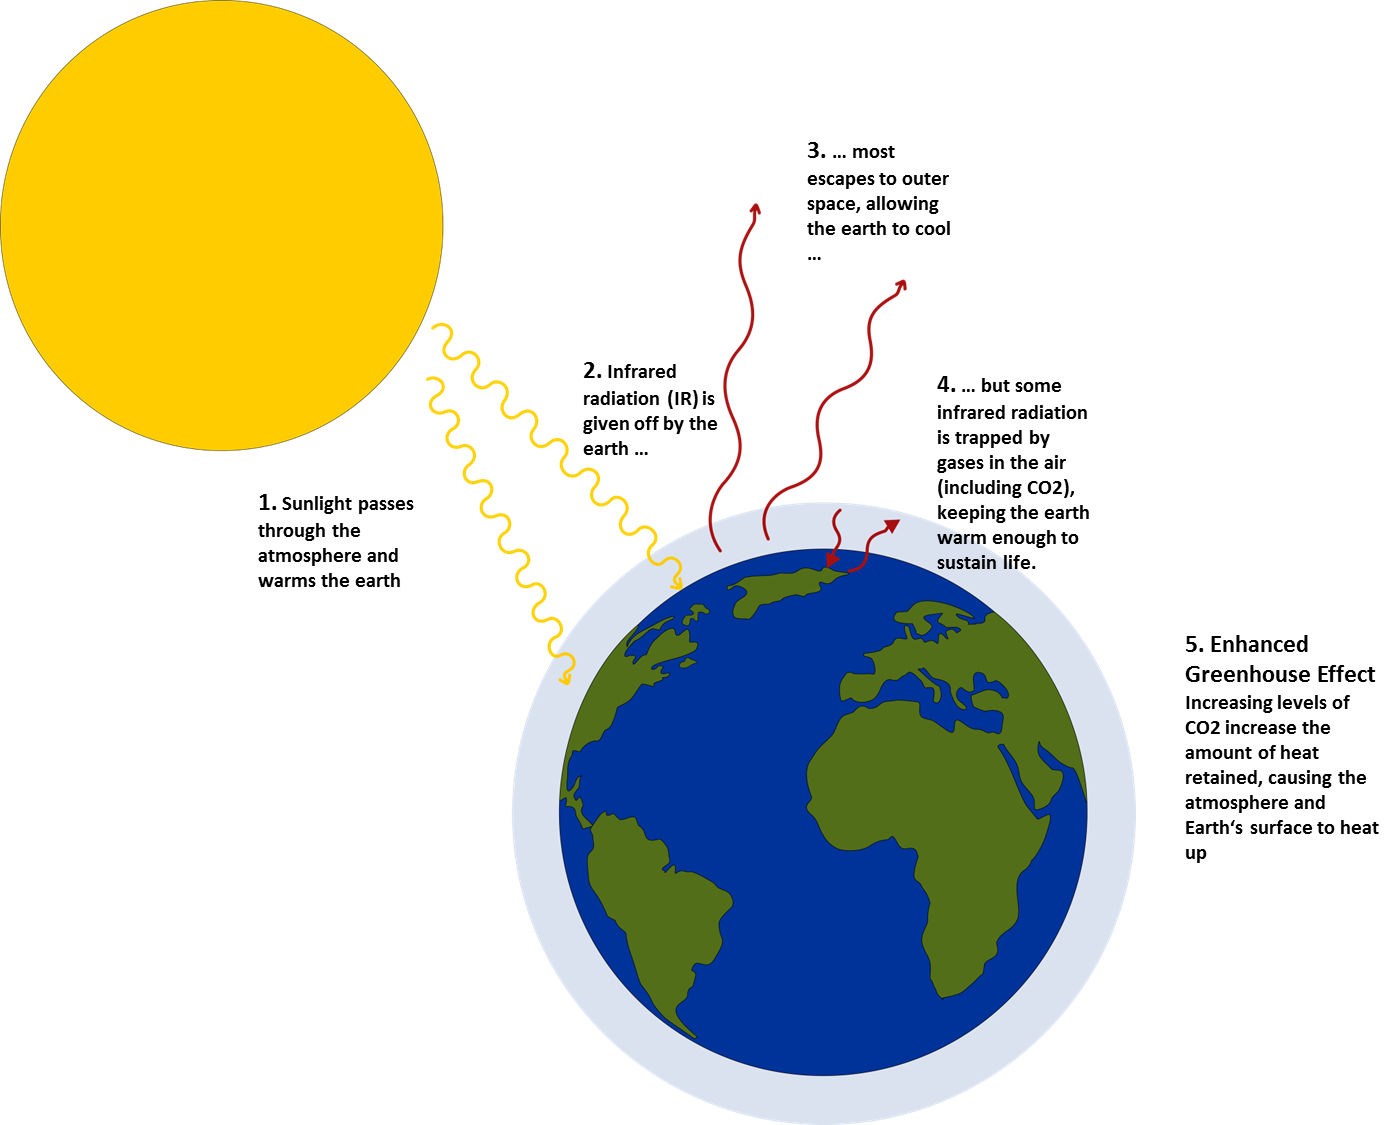 1. Sunlight passes
through the
atmosphere and
warms the earth
2. Infrared
radiation (IR) is
given off by the
earth ...
3. ... most
escapes to outer
space, allowing
the earth to cool
...
4. ... but some
infrared radiation
is trapped by
gases in the air
(including CO2),
keeping the earth
warm enough to
sustain life.
5. Enhanced
Greenhouse Effect
Increasing levels of
CO2 increase the
amount of heat
retained, causing the
atmosphere and
Earth‘s surface to heat
up